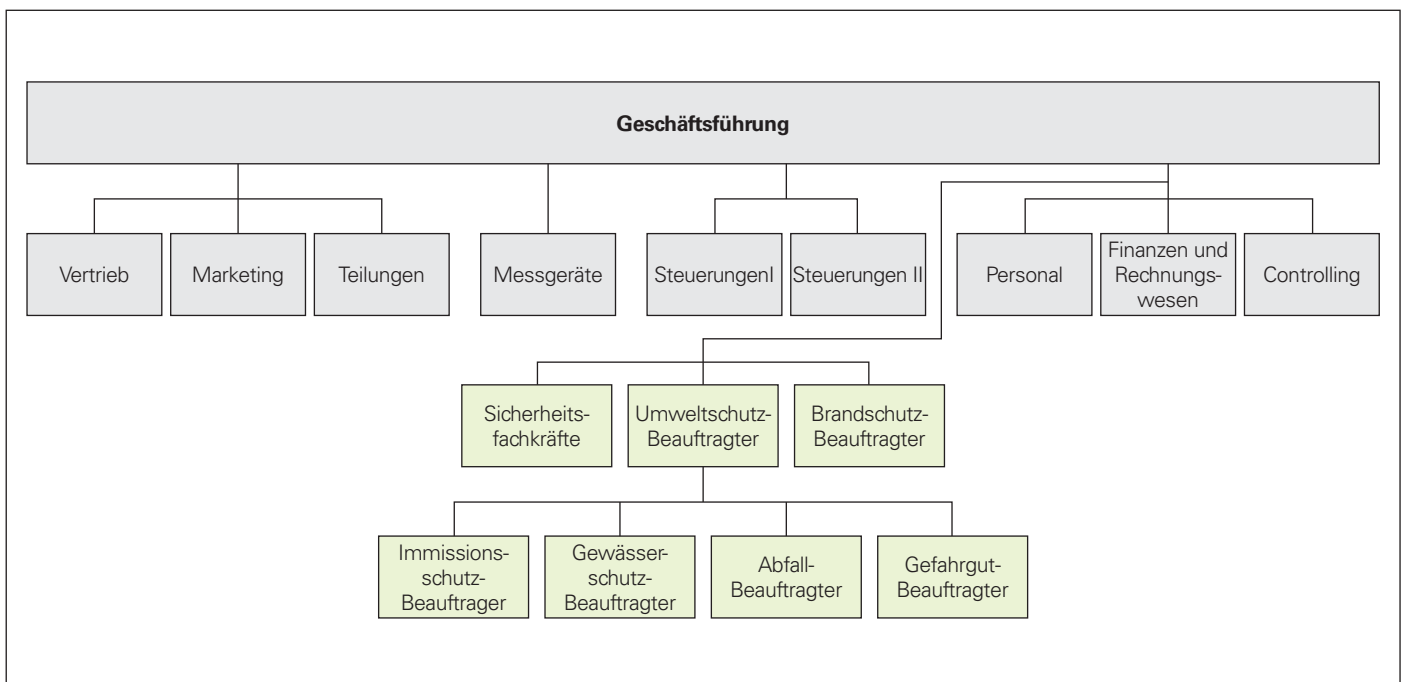 Geschäftsführung
Vertrieb
Marketing
Teilungen
Messgeräte
SteuerungenI
Steuerungen II
Personal
Finanzen und
Rechnungs-
wesen
Controlling
Sicherheits-
fachkräfte
Umweltschutz-
Beauftragter
Brandschutz-
Beauftragter
Immissions-
schutz-
Beauftrager
Gewässer-
schutz-
Beauftragter
Abfall-
Beauftragter
Gefahrgut-
Beauftragter